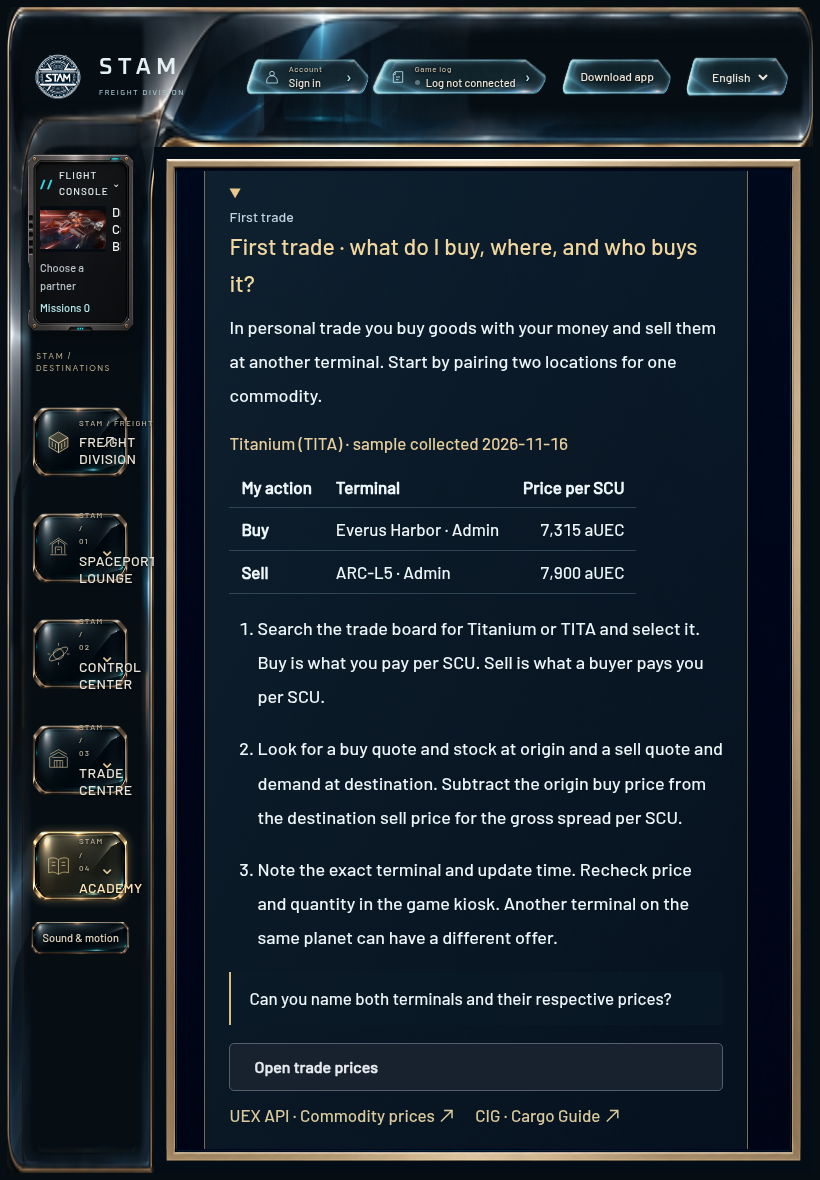 STAM
STAM
FREIGHT DIVISION
Account
Sign in
Game log
Log not connected
Download app
English
// FLIGHT
CONSOLE
Choose a
partner
Missions 0
STAM /
DESTINATIONS
STAM / FREIGHT
FREIGHT
DIVISION
STAM
/
01
SPACEPORT
LOUNGE
STAM
/
02
CONTROL
CENTER
STAM
/
03
TRADE
CENTRE
STAM
/
04
ACADEMY
Sound & motion
First trade
First trade · what do I buy, where, and who buys
it?
In personal trade you buy goods with your money and sell them
at another terminal. Start by pairing two locations for one
commodity.
Titanium (TITA) · sample collected 2026-11-16
My action Terminal Price per SCU
Buy Everus Harbor · Admin 7,315 aUEC
Sell ARC-L5 · Admin 7,900 aUEC
1. Search the trade board for Titanium or TITA and select it.
Buy is what you pay per SCU. Sell is what a buyer pays you
per SCU.
2. Look for a buy quote and stock at origin and a sell quote and
demand at destination. Subtract the origin buy price from
the destination sell price for the gross spread per SCU.
3. Note the exact terminal and update time. Recheck price
and quantity in the game kiosk. Another terminal on the
same planet can have a different offer.
Can you name both terminals and their respective prices?
Open trade prices
UEX API · Commodity prices ↗ CIG · Cargo Guide ↗